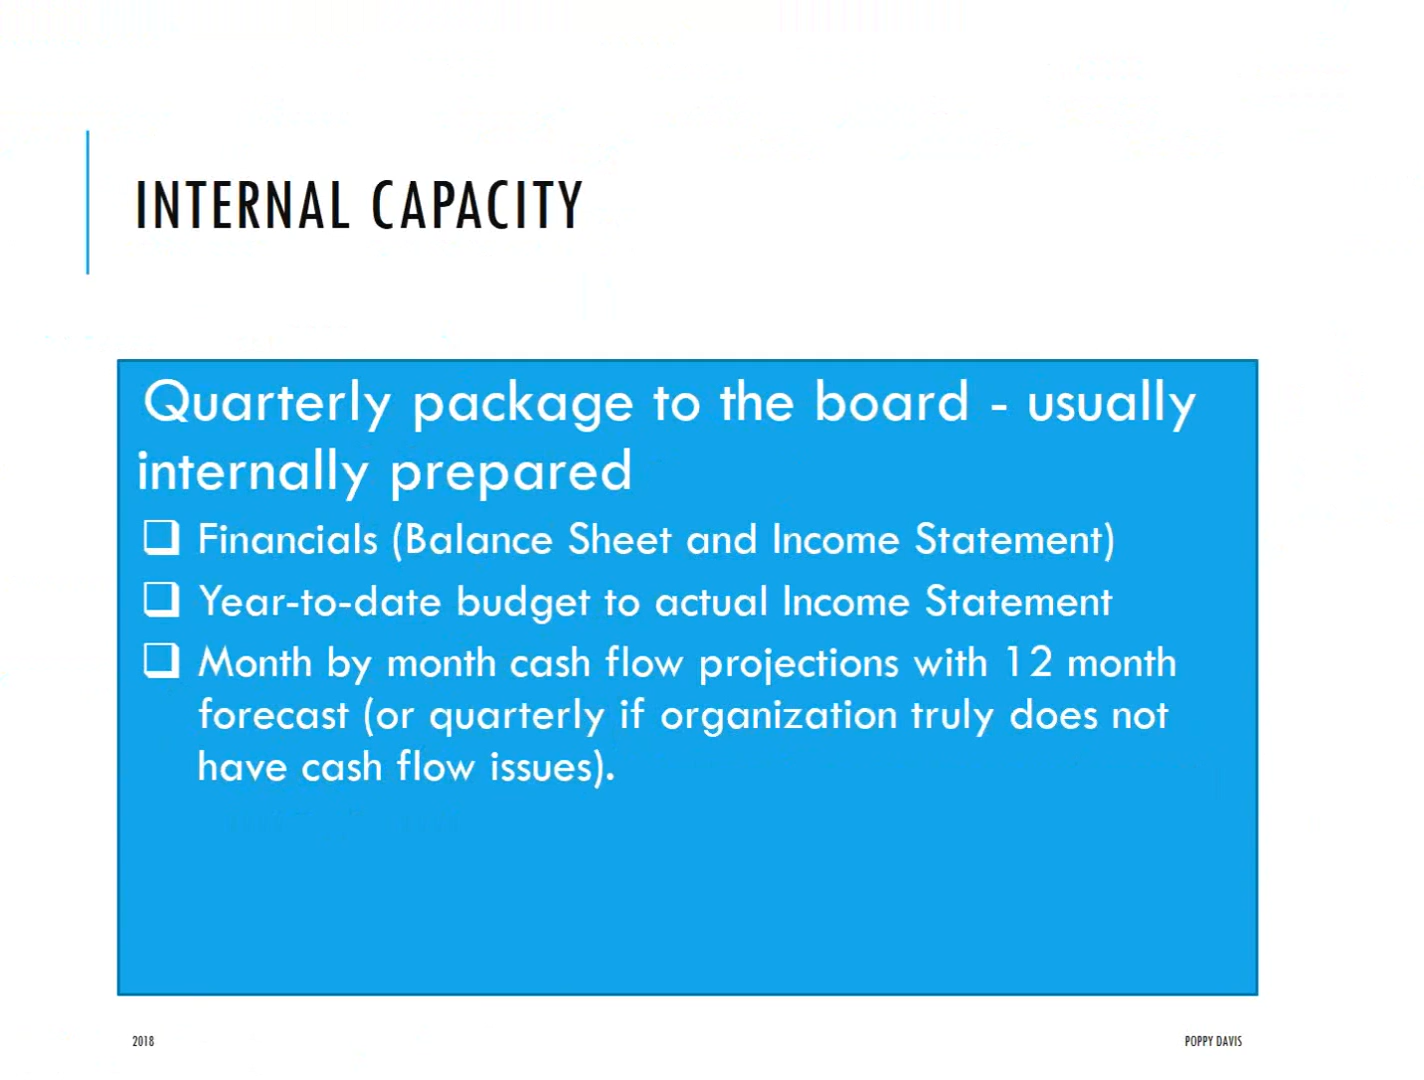 INTERNAL CAPACITY
Quarterly package to the board - usually
internally prepared
❑ Financials (Balance Sheet and Income Statement)
❑ Year-to-date budget to actual Income Statement
❑ Month by month cash flow projections with 12 month
forecast (or quarterly if organization truly does not
have cash flow issues).
2018
POPPY DAVIS